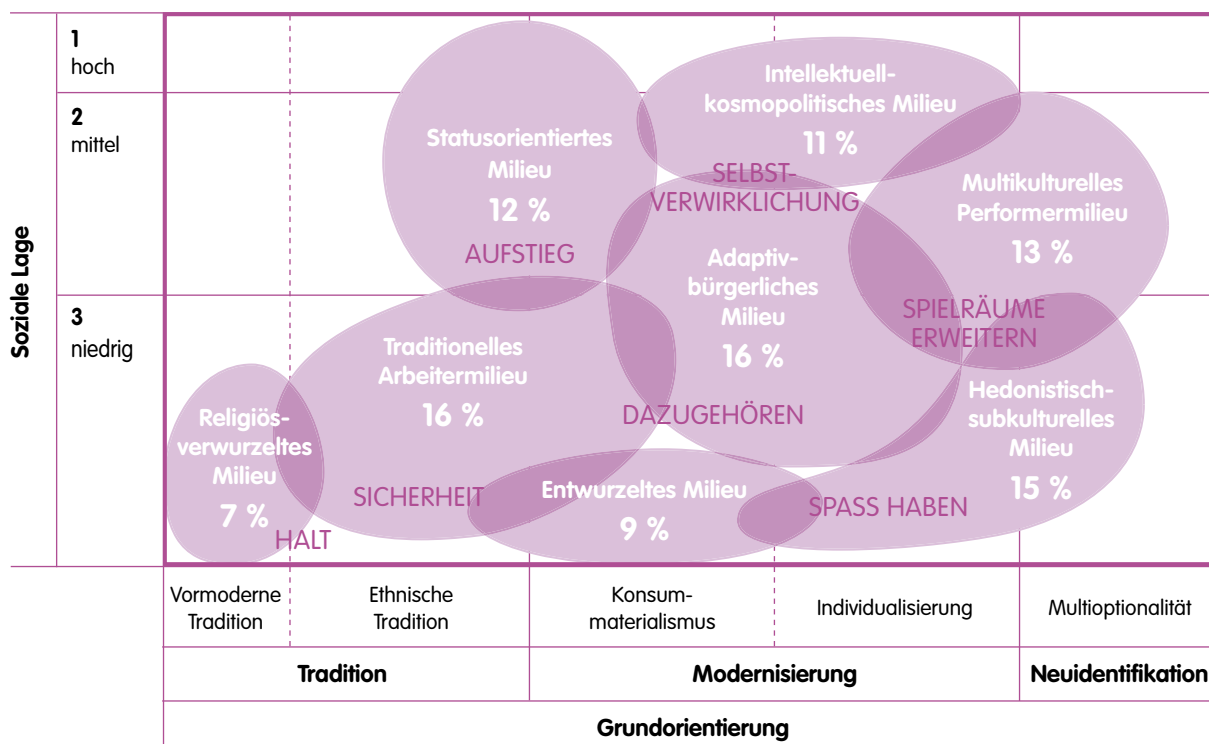 Soziale Lage
1
hoch
2
mittel
3
niedrig
Statusorientiertes
Milieu
12 %
AUFSTIEG
Intellektuell-
kosmopolitisches Milieu
11 %
SELBST-
VERWIRKLICHUNG
Multikulturelles
Performermilieu
13 %
SPIELRÄUME
ERWEITERN
Adaptiv-
bürgerliches
Milieu
16 %
DAZUGEHÖREN
Traditionelles
Arbeitermilieu
16 %
SICHERHEIT
Religiös-
verwurzeltes
Milieu
7 %
HALT
Entwurzeltes Milieu
9 %
Hedonistisch-
subkulturelles
Milieu
15 %
SPASS HABEN
Vormoderne
Tradition
Ethnische
Tradition
Konsum-
materialismus
Individualisierung
Multioptionalität
Tradition
Modernisierung
Neuidentifikation
Grundorientierung